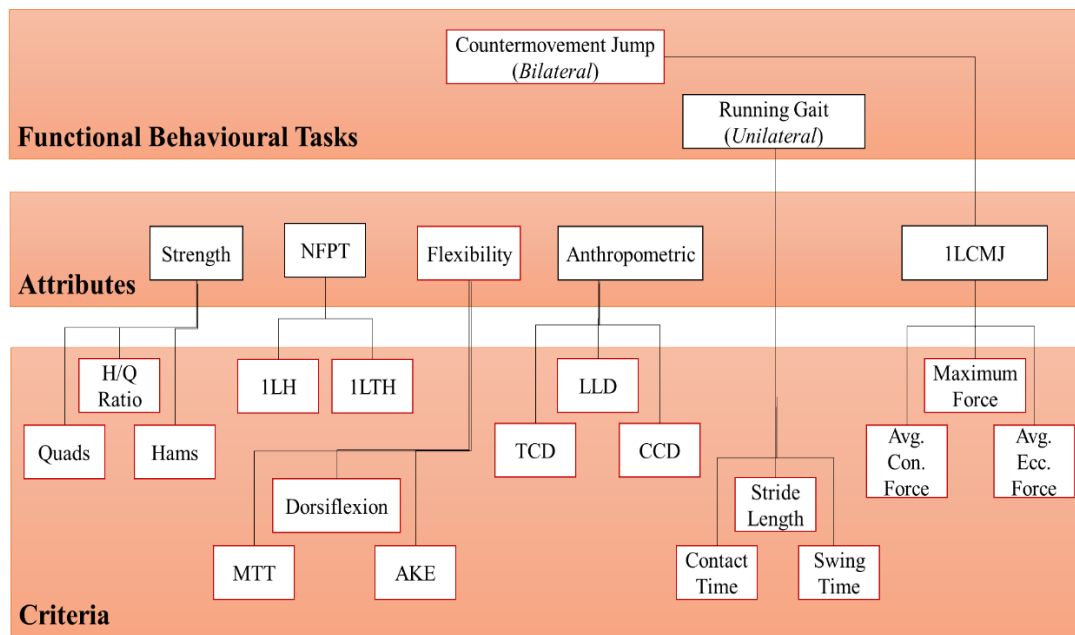 Countermovement Jump
(Bilateral)
Running Gait
(Unilateral)
Functional Behavioural Tasks
Strength
NFPT
Flexibility
Anthropometric
1LCMJ
Attributes
H/Q
Ratio
1LH
1LTH
LLD
Maximum
Force
Quads
Hams
TCD
CCD
Avg.
Con.
Force
Avg.
Ecc.
Force
Dorsiflexion
Stride
Length
MTT
AKE
Contact
Time
Swing
Time
Criteria